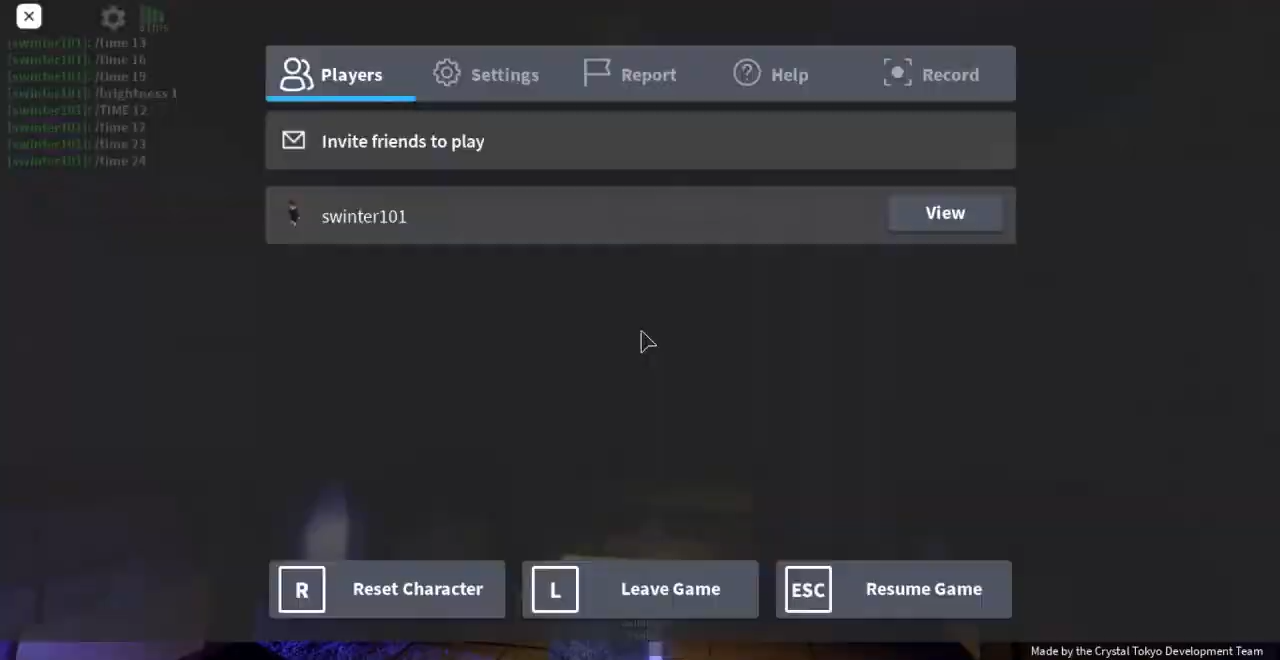 [swinter101]: /time 13
[swinter101]: /time 16
[swinter101]: /time 19
[swinter101]: /brightness 1
[swinter101]: /TIME 12
[swinter101]: /time 12
[swinter101]: /time 23
[swinter101]: /time 24
Players Settings Report Help Record
Invite friends to play
swinter101 View
R Reset Character L Leave Game ESC Resume Game
Made by the Crystal Tokyo Development Team